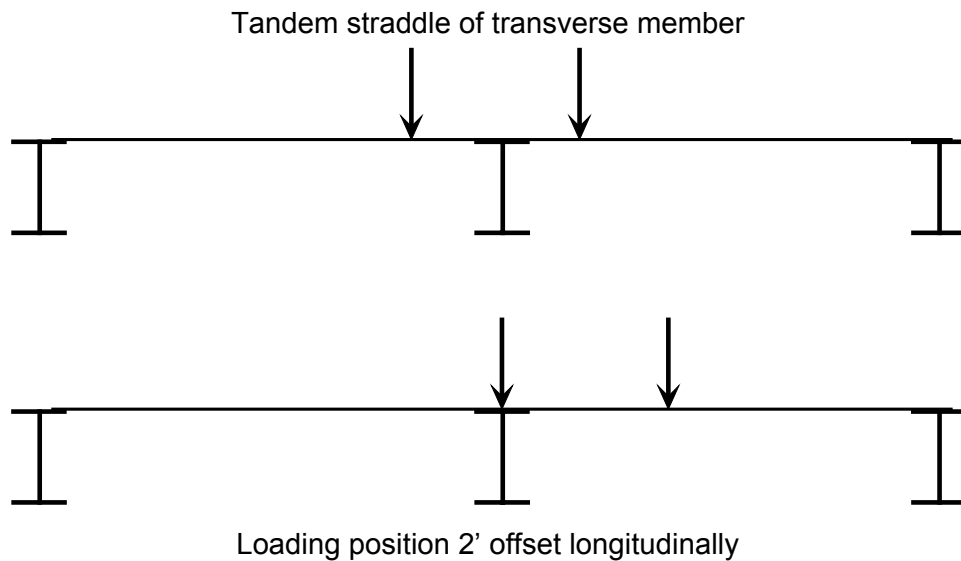 Tandem straddle of transverse member
Loading position 2’ offset longitudinally